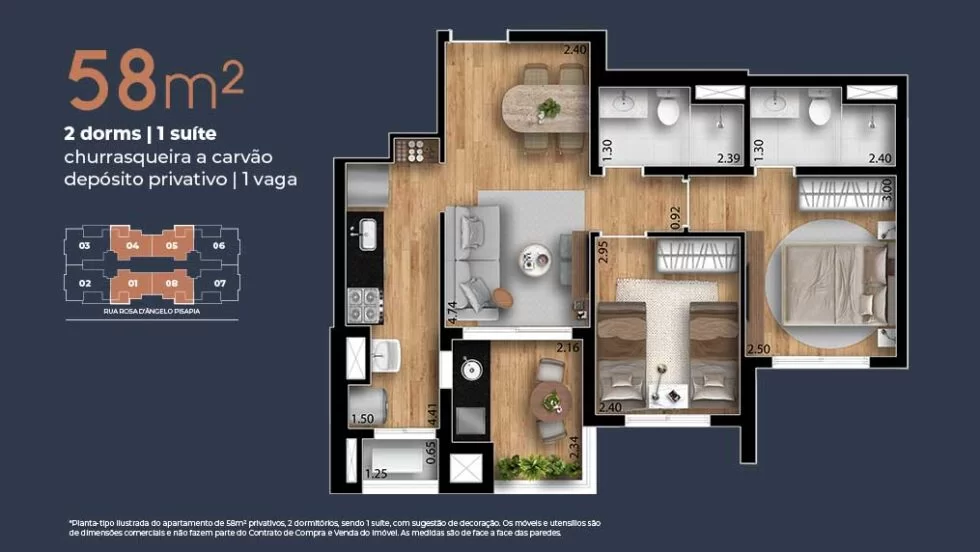 58m²
2 dorms | 1 suíte
churrasqueira a carvão
depósito privativo | 1 vaga
03 04 05 06
02 01 08 07
RUA ROSA D'ÂNGELO PISAPIA
2.40
1.30
2.39
1.30
2.40
3.00
0.92
2.95
4.74
2.16
2.50
2.40
1.50
4.41
2.34
0.65
1.25
*Planta-tipo ilustrada do apartamento de 58m² privativos, 2 dormitórios, sendo 1 suíte, com sugestão de decoração. Os móveis e utensílios são
de dimensões comerciais e não fazem parte do Contrato de Compra e Venda do Imóvel. As medidas são de face a face das paredes.